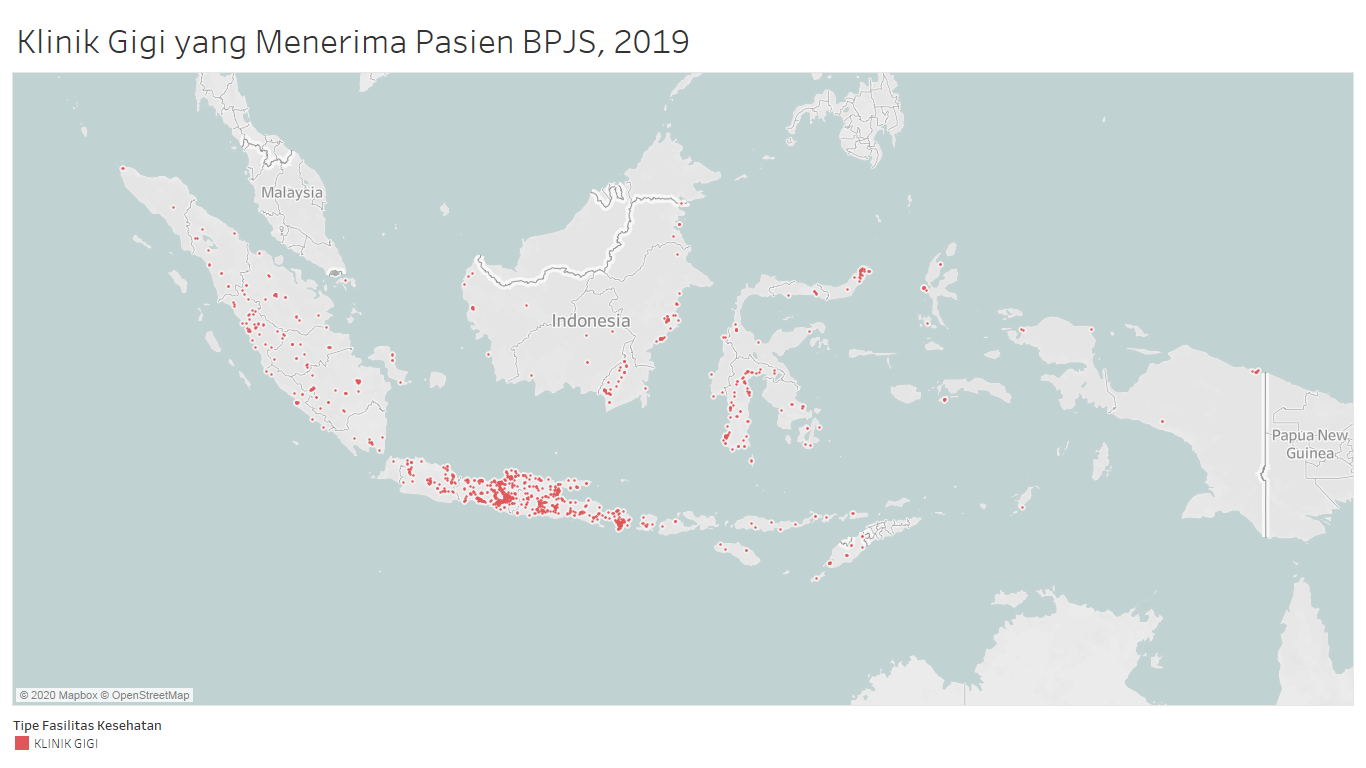 Klinik Gigi yang Menerima Pasien BPJS, 2019
Malaysia
Indonesia
Papua New
Guinea
© 2020 Mapbox © OpenStreetMap
Tipe Fasilitas Kesehatan
KLINIK GIGI